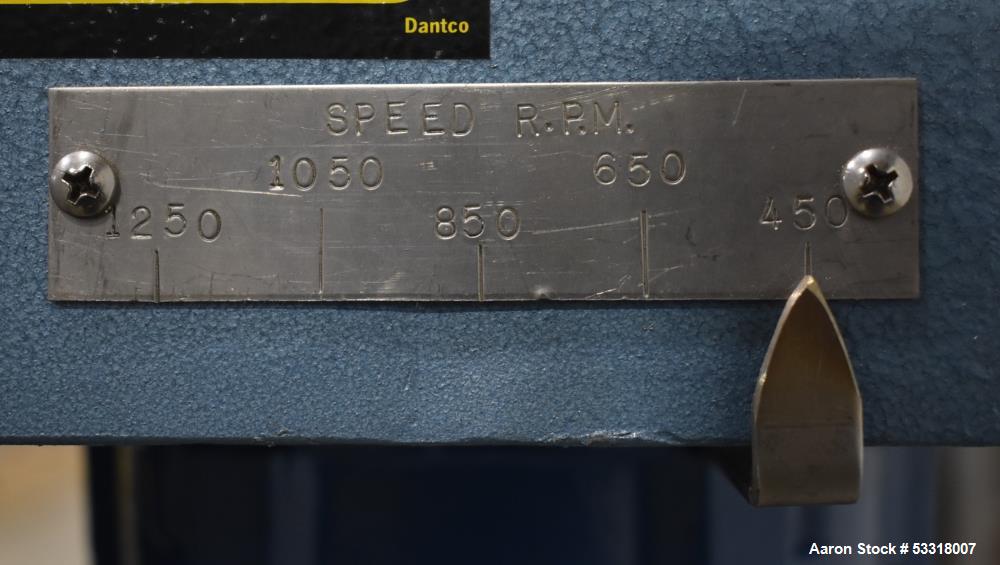 Dantco
SPEED R.P.M.
1050 650
1250 850 450
Aaron Stock # 53318007